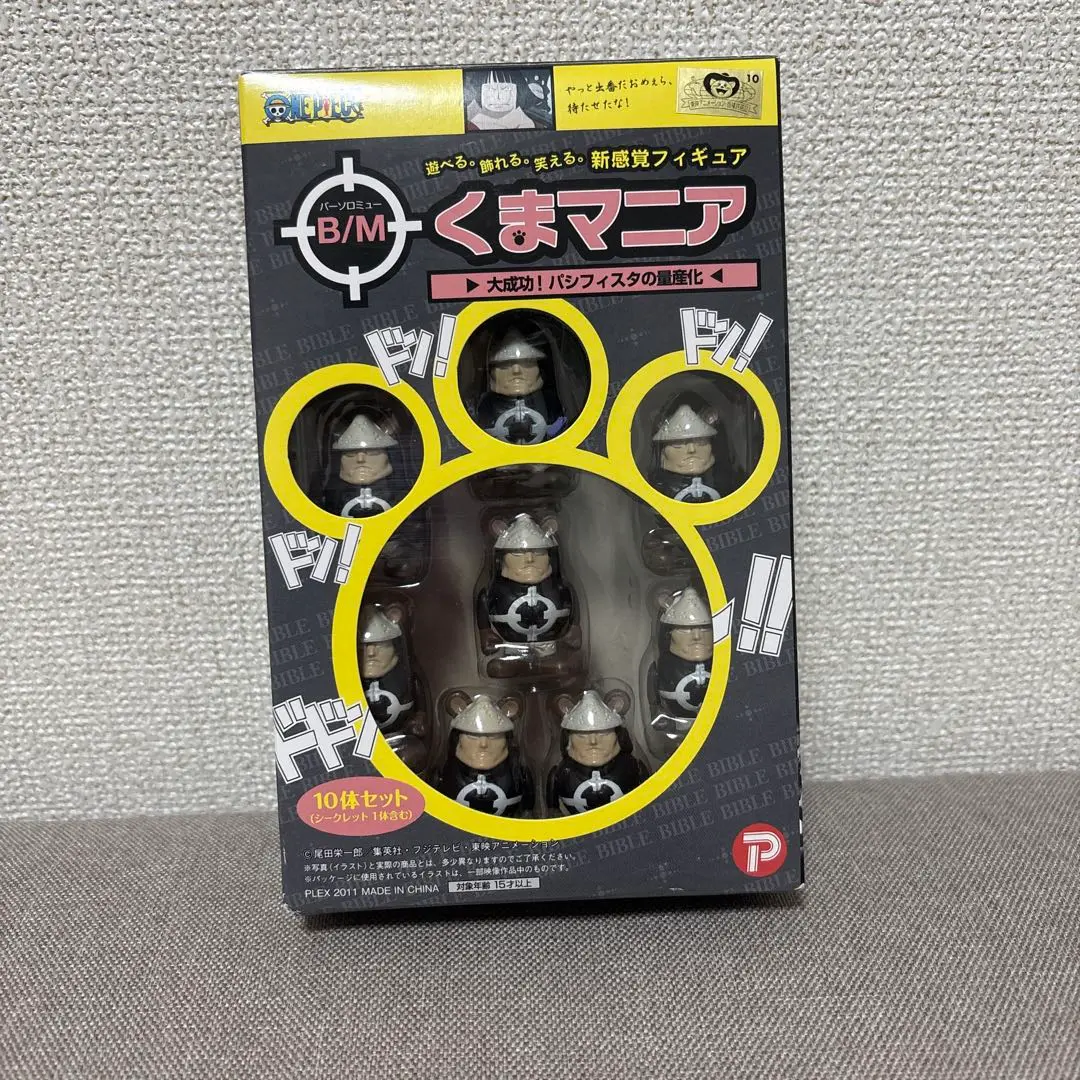 ONE PIECE
やっと出番だおめぇら、
待たせたな!
10
東映アニメーション
遊べる。飾れる。笑える。新感覚フィギュア
バーソロミュー
B/M
くまマニア
▶ 大成功!パシフィスタの量産化 ◀
ドン!
ドン!
ドン!
!!
ドドン
BIBLE BIBLE BIBLE
10体セット
(シークレット1体含む)
©尾田栄一郎/集英社・フジテレビ・東映アニメーション
※写真(イラスト)と実際の商品とは、多少異なりますのでご了承ください。
※パッケージに使用されているイラストは、一部映像作品中のものです。
PLEX 2011 MADE IN CHINA 対象年齢 15才以上
P